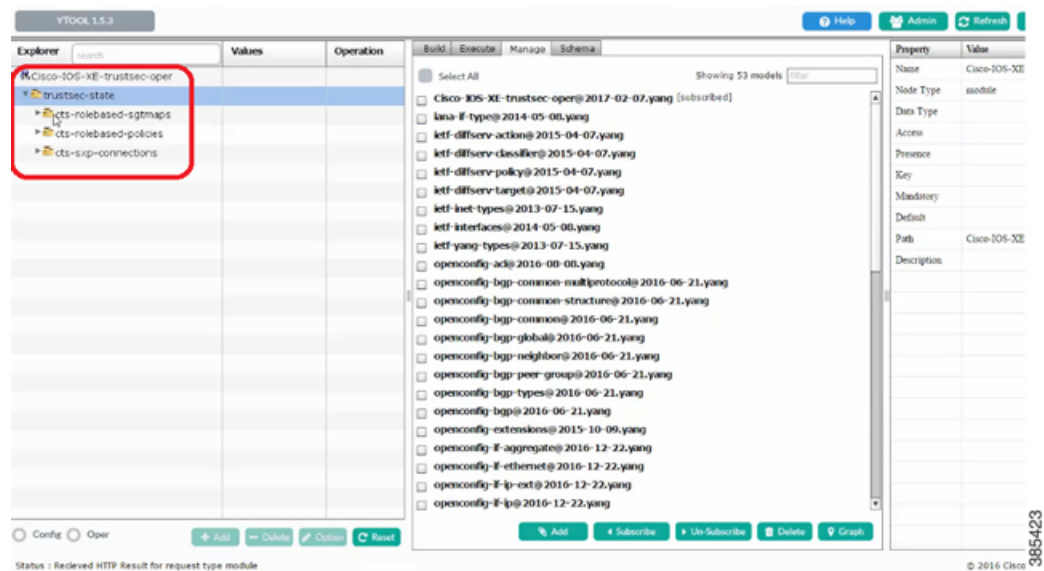 YTOOL 1.5.3
Help
Admin
Refresh
Explorer
search
Values
Operation
Cisco-IOS-XE-trustsec-oper
trustsec-state
cts-rolebased-sgtmaps
cts-rolebased-policies
cts-sxp-connections
Config
Oper
Add
Delete
Option
Reset
Build
Execute
Manage
Schema
Select All
Showing 53 models
filter
Cisco-IOS-XE-trustsec-oper@2017-02-07.yang [subscribed]
iana-if-type@2014-05-08.yang
ietf-diffserv-action@2015-04-07.yang
ietf-diffserv-classifier@2015-04-07.yang
ietf-diffserv-policy@2015-04-07.yang
ietf-diffserv-target@2015-04-07.yang
ietf-inet-types@2013-07-15.yang
ietf-interfaces@2014-05-08.yang
ietf-yang-types@2013-07-15.yang
openconfig-acl@2016-08-08.yang
openconfig-bgp-common-multiprotocol@2016-06-21.yang
openconfig-bgp-common-structure@2016-06-21.yang
openconfig-bgp-common@2016-06-21.yang
openconfig-bgp-global@2016-06-21.yang
openconfig-bgp-neighbor@2016-06-21.yang
openconfig-bgp-peer-group@2016-06-21.yang
openconfig-bgp-types@2016-06-21.yang
openconfig-bgp@2016-06-21.yang
openconfig-extensions@2015-10-09.yang
openconfig-if-aggregate@2016-12-22.yang
openconfig-if-ethernet@2016-12-22.yang
openconfig-if-ip-ext@2016-12-22.yang
openconfig-if-ip@2016-12-22.yang
Add
Subscribe
Un-Subscribe
Delete
Graph
Property Value
Name Cisco-IOS-XE
Node Type module
Data Type
Access
Presence
Key
Mandatory
Default
Path Cisco-IOS-XE
Description
Status : Recieved HTTP Result for request type module
© 2016 Cisco
385423